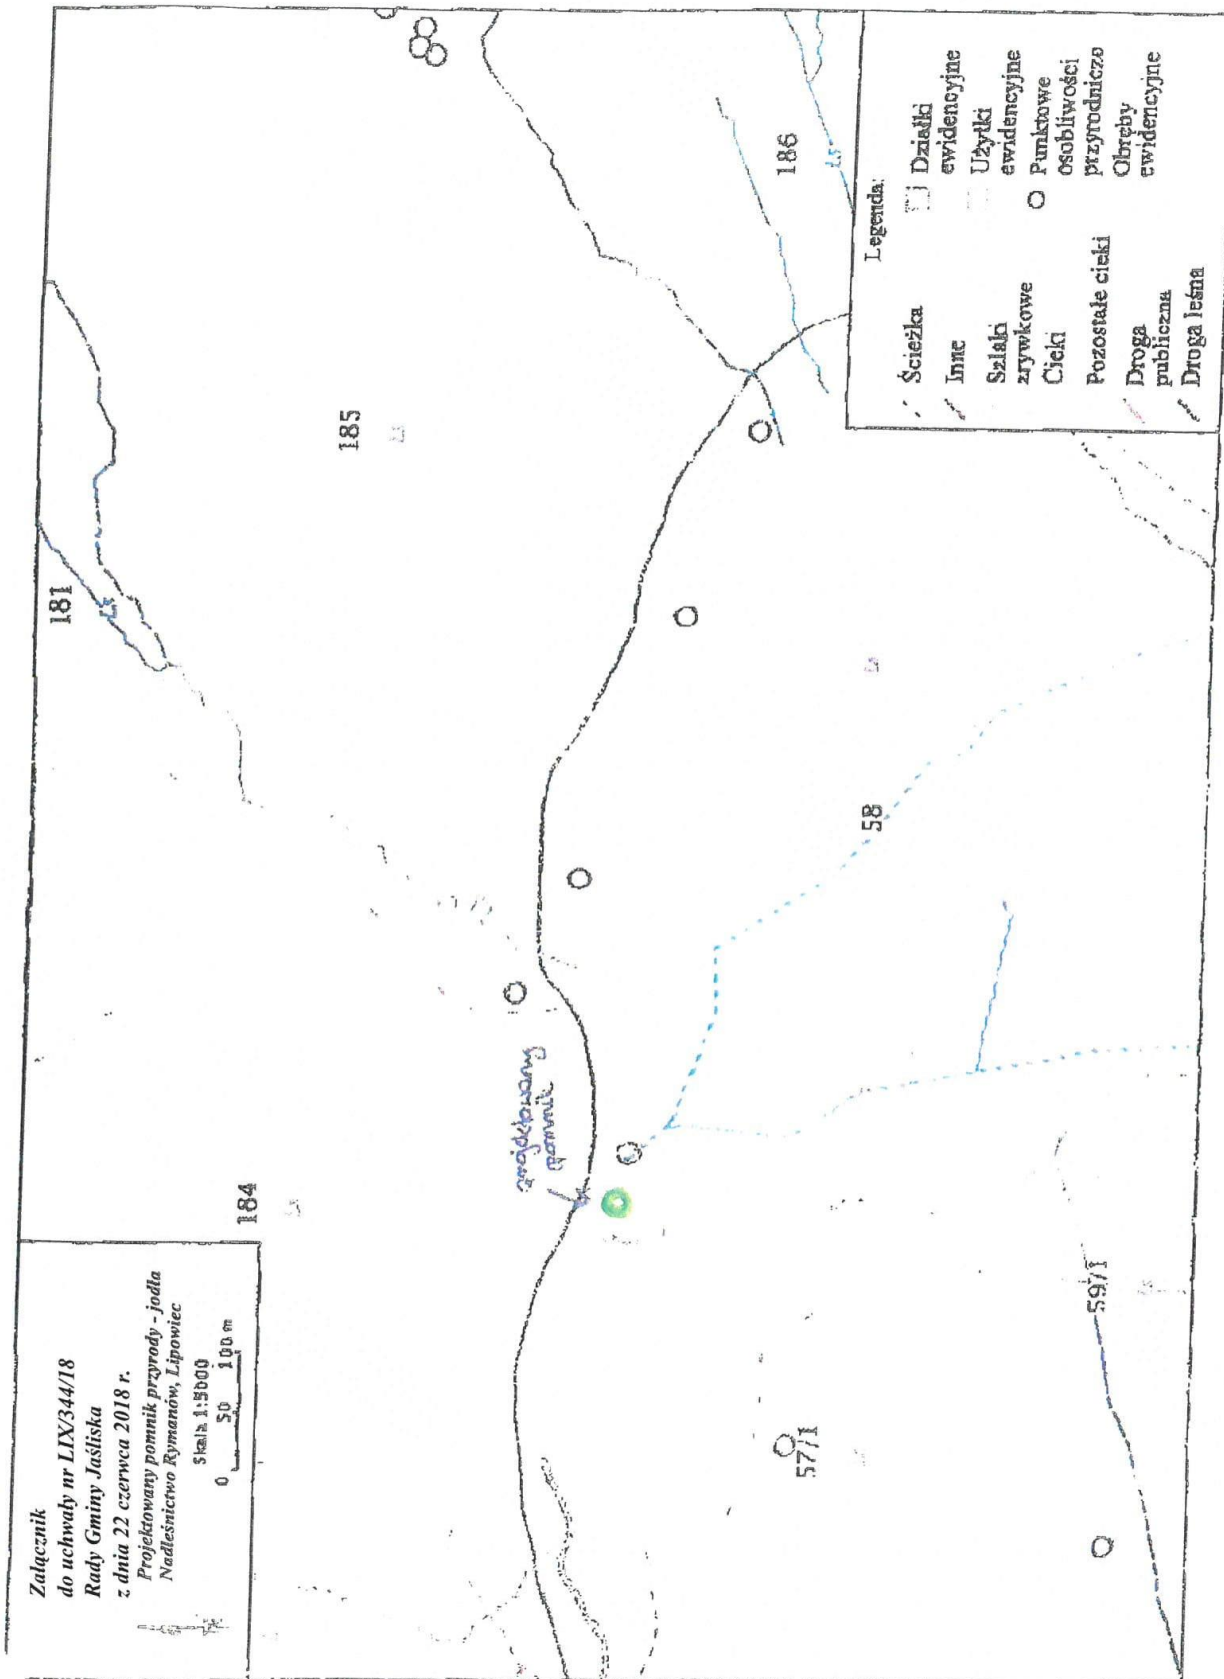 Załącznik
do uchwały nr LIX/344/18
Rady Gminy Jaśliska
z dnia 22 czerwca 2018 r.
Projektowany pomnik przyrody - jodła
Nadleśnictwo Rymanów, Lipowiec
Skala 1:5000
0 50 100 m
184
181
185
186
Ls
Ls
projektowany
pomnik
58
57/1
59/1
Legenda:
Ścieżka
Inne
Szlaki
zrywkowe
Cieki
Pozostałe cieki
Droga
publiczna
Droga leśna
Działki
ewidencyjne
Użytki
ewidencyjne
Punktowe
osobliwości
przyrodnicze
Obręby
ewidencyjne